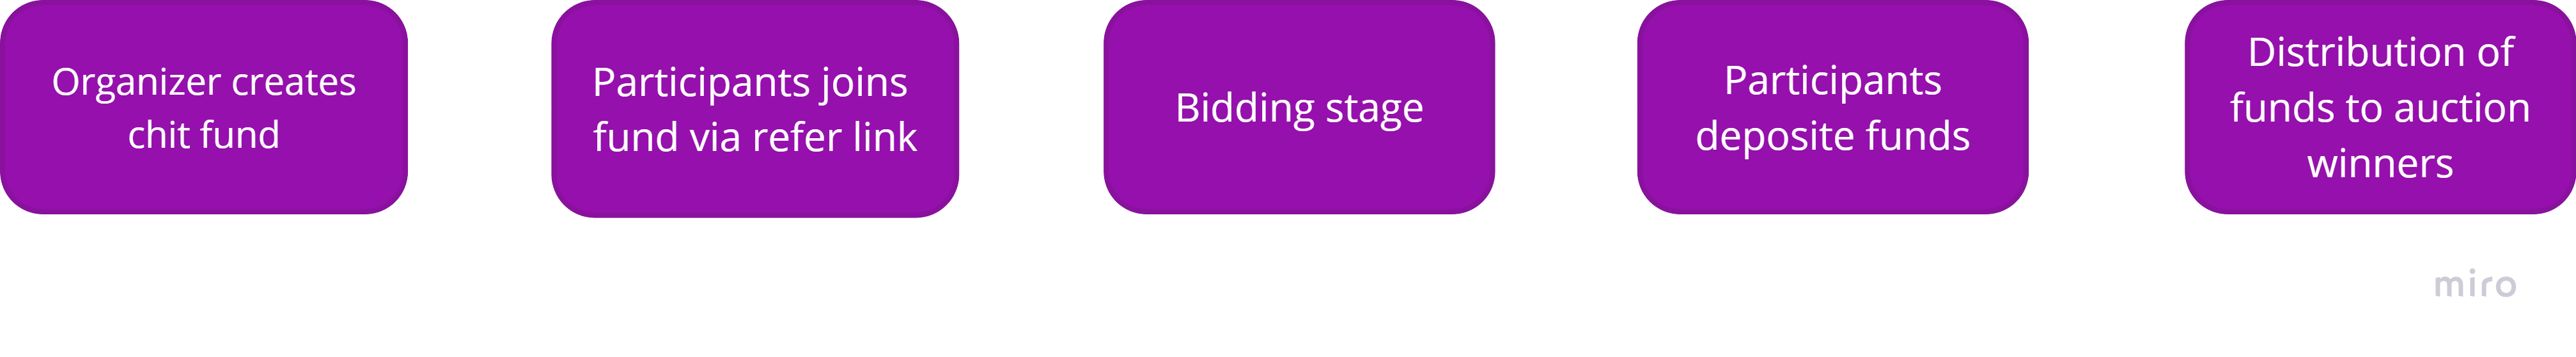 Organizer creates
chit fund
Participants joins
fund via refer link
Bidding stage
Participants
deposite funds
Distribution of
funds to auction
winners
miro